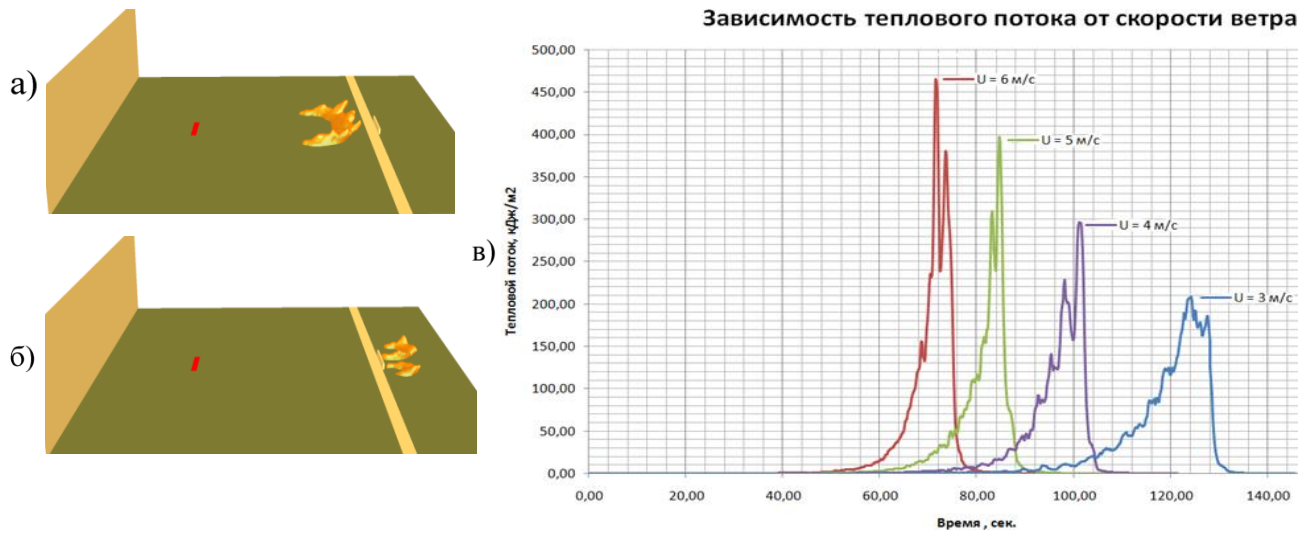 а)
б)
в)
Зависимость теплового потока от скорости ветра
Тепловой поток, кДж/м2
500,00
450,00
400,00
350,00
300,00
250,00
200,00
150,00
100,00
50,00
0,00
U = 6 м/с
U = 5 м/с
U = 4 м/с
U = 3 м/с
0,00 20,00 40,00 60,00 80,00 100,00 120,00 140,00
Время , сек.